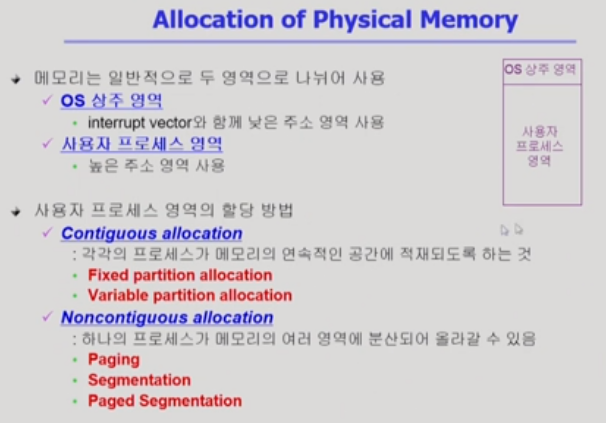 Allocation of Physical Memory
메모리는 일반적으로 두 영역으로 나뉘어 사용
OS 상주 영역
interrupt vector와 함께 낮은 주소 영역 사용
사용자 프로세스 영역
높은 주소 영역 사용
OS 상주 영역
사용자
프로세스
영역
사용자 프로세스 영역의 할당 방법
Contiguous allocation
: 각각의 프로세스가 메모리의 연속적인 공간에 적재되도록 하는 것
Fixed partition allocation
Variable partition allocation
Noncontiguous allocation
: 하나의 프로세스가 메모리의 여러 영역에 분산되어 올라갈 수 있음
Paging
Segmentation
Paged Segmentation